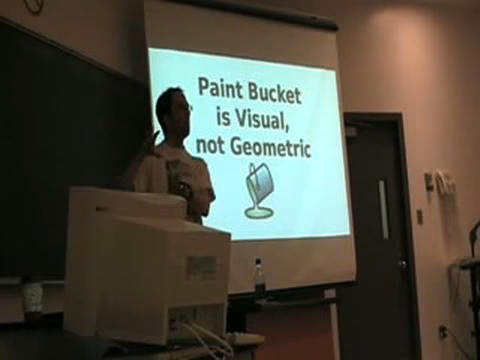 Paint Bucket
is Visual,
not Geometric